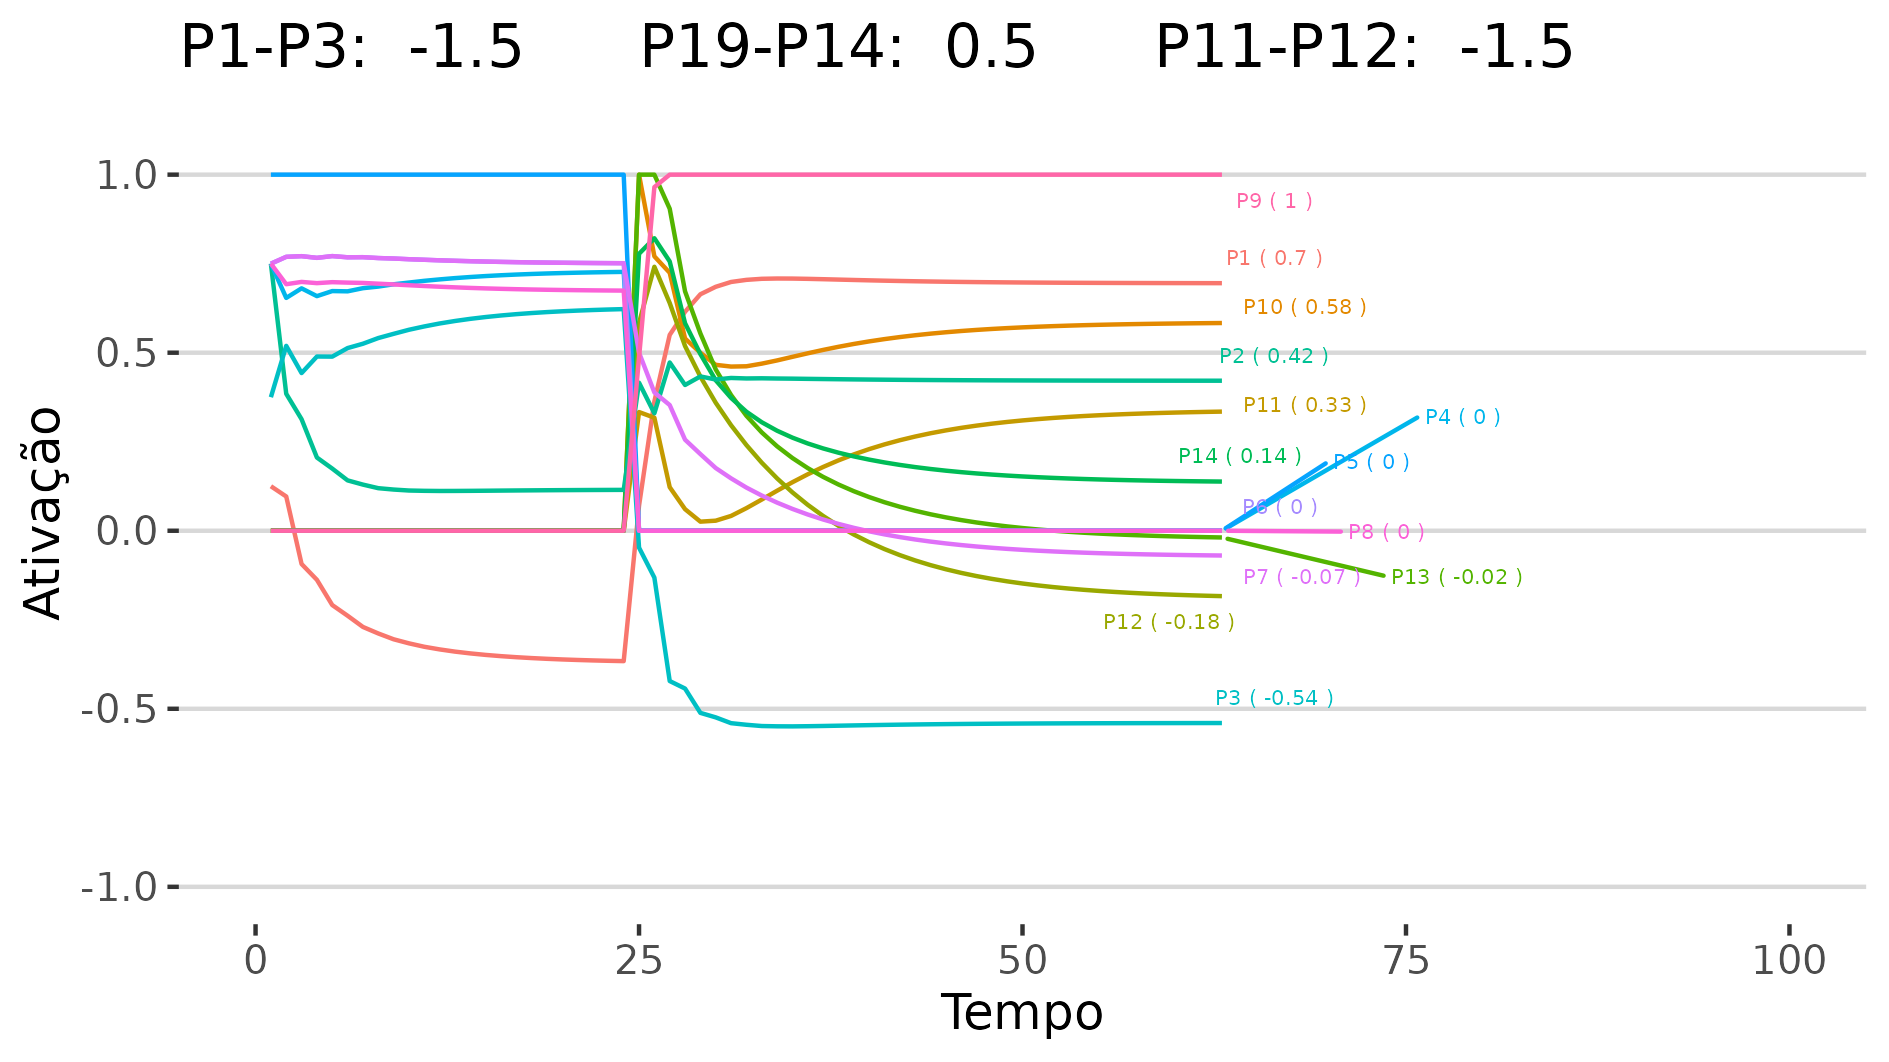 P1-P3:  -1.5 P19-P14:  0.5 P11-P12:  -1.5
Ativação
1.0
0.5
0.0
-0.5
-1.0
P9 ( 1 )
P1 ( 0.7 )
P10 ( 0.58 )
P2 ( 0.42 )
P11 ( 0.33 )
P4 ( 0 )
P14 ( 0.14 )
P5 ( 0 )
P6 ( 0 )
P8 ( 0 )
P7 ( -0.07 )
P13 ( -0.02 )
P12 ( -0.18 )
P3 ( -0.54 )
0 25 50 75 100
Tempo